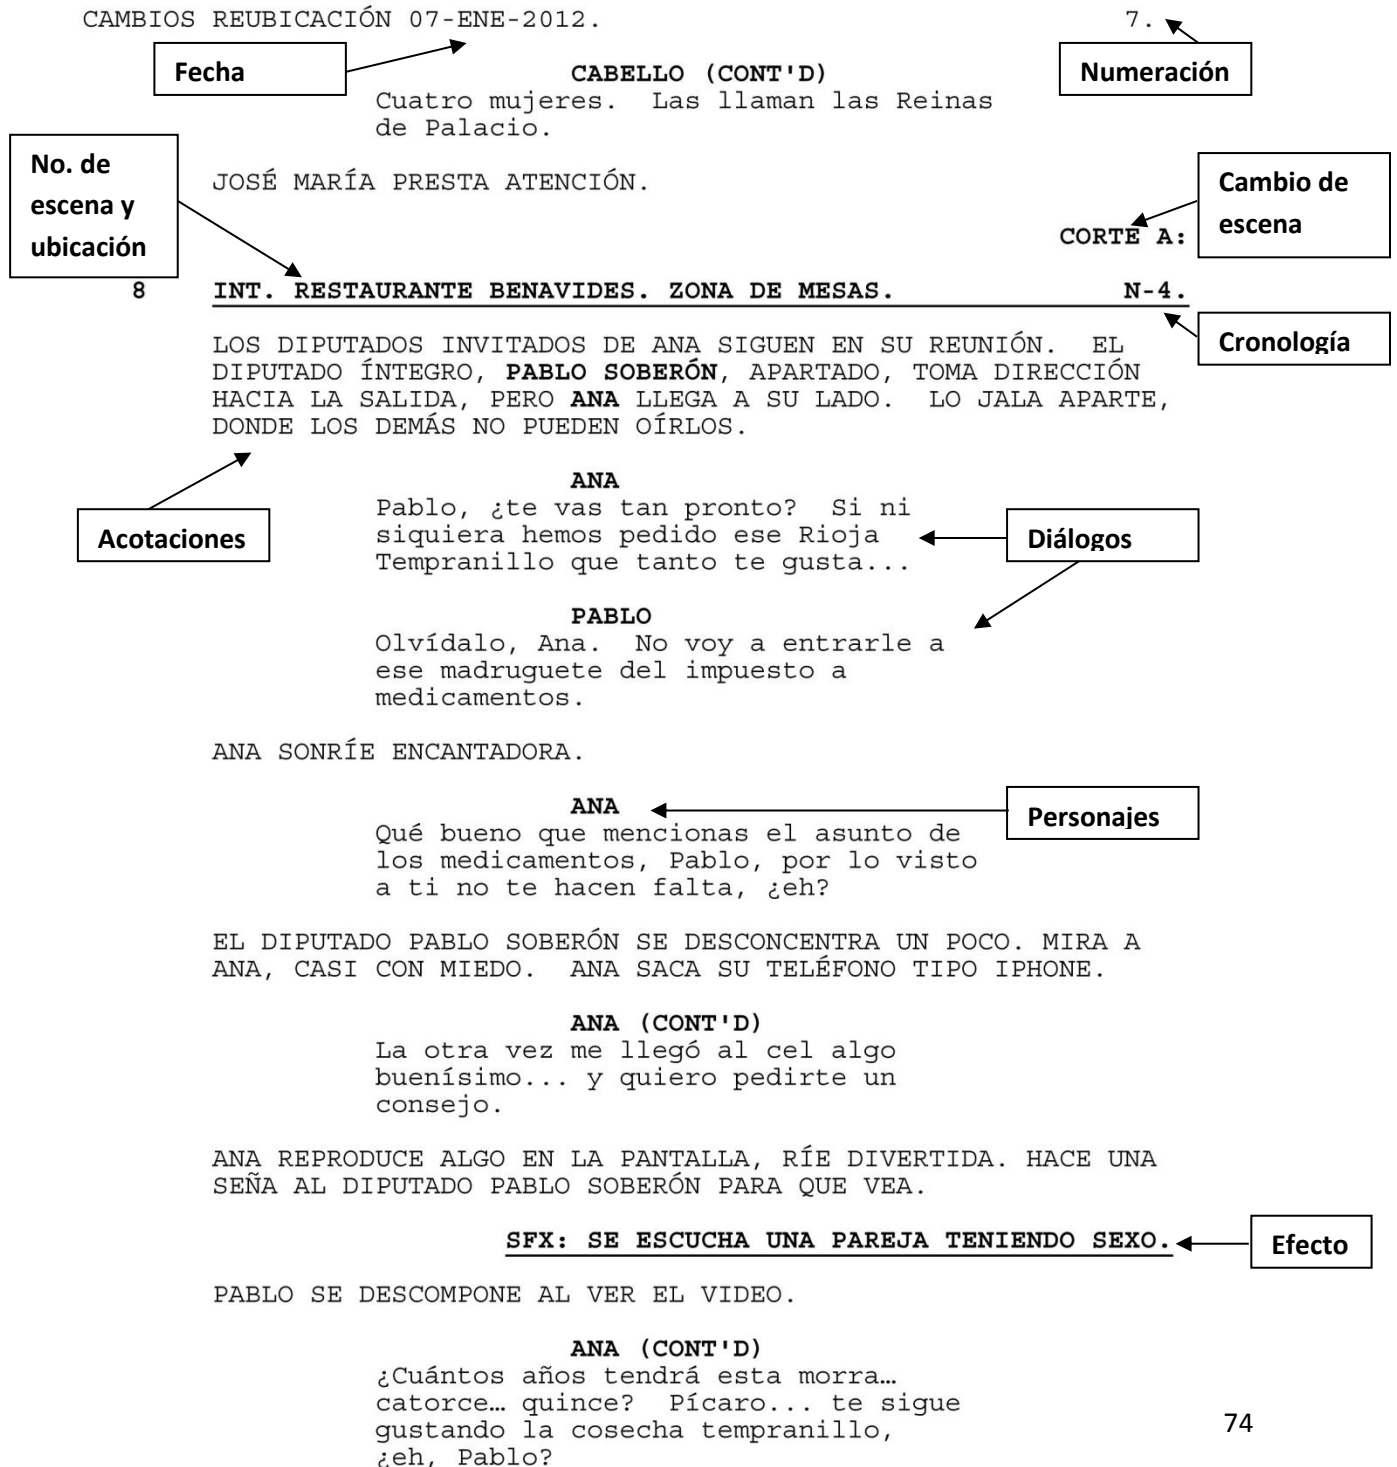 CAMBIOS REUBICACIÓN 07-ENE-2012. 7.
Fecha
Numeración
CABELLO (CONT'D)
Cuatro mujeres. Las llaman las Reinas
de Palacio.
No. de
escena y
ubicación
JOSÉ MARÍA PRESTA ATENCIÓN.
Cambio de
escena
CORTE A:
8 INT. RESTAURANTE BENAVIDES. ZONA DE MESAS. N-4.
Cronología
LOS DIPUTADOS INVITADOS DE ANA SIGUEN EN SU REUNIÓN. EL
DIPUTADO ÍNTEGRO, PABLO SOBERÓN, APARTADO, TOMA DIRECCIÓN
HACIA LA SALIDA, PERO ANA LLEGA A SU LADO. LO JALA APARTE,
DONDE LOS DEMÁS NO PUEDEN OÍRLOS.
Acotaciones
ANA
Pablo, ¿te vas tan pronto? Si ni
siquiera hemos pedido ese Rioja
Tempranillo que tanto te gusta...
Diálogos
PABLO
Olvídalo, Ana. No voy a entrarle a
ese madruguete del impuesto a
medicamentos.
ANA SONRÍE ENCANTADORA.
ANA
Personajes
Qué bueno que mencionas el asunto de
los medicamentos, Pablo, por lo visto
a ti no te hacen falta, ¿eh?
EL DIPUTADO PABLO SOBERÓN SE DESCONCENTRA UN POCO. MIRA A
ANA, CASI CON MIEDO. ANA SACA SU TELÉFONO TIPO IPHONE.
ANA (CONT'D)
La otra vez me llegó al cel algo
buenísimo... y quiero pedirte un
consejo.
ANA REPRODUCE ALGO EN LA PANTALLA, RÍE DIVERTIDA. HACE UNA
SEÑA AL DIPUTADO PABLO SOBERÓN PARA QUE VEA.
SFX: SE ESCUCHA UNA PAREJA TENIENDO SEXO.
Efecto
PABLO SE DESCOMPONE AL VER EL VIDEO.
ANA (CONT'D)
¿Cuántos años tendrá esta morra…
catorce… quince? Pícaro... te sigue
gustando la cosecha tempranillo,
¿eh, Pablo?
74